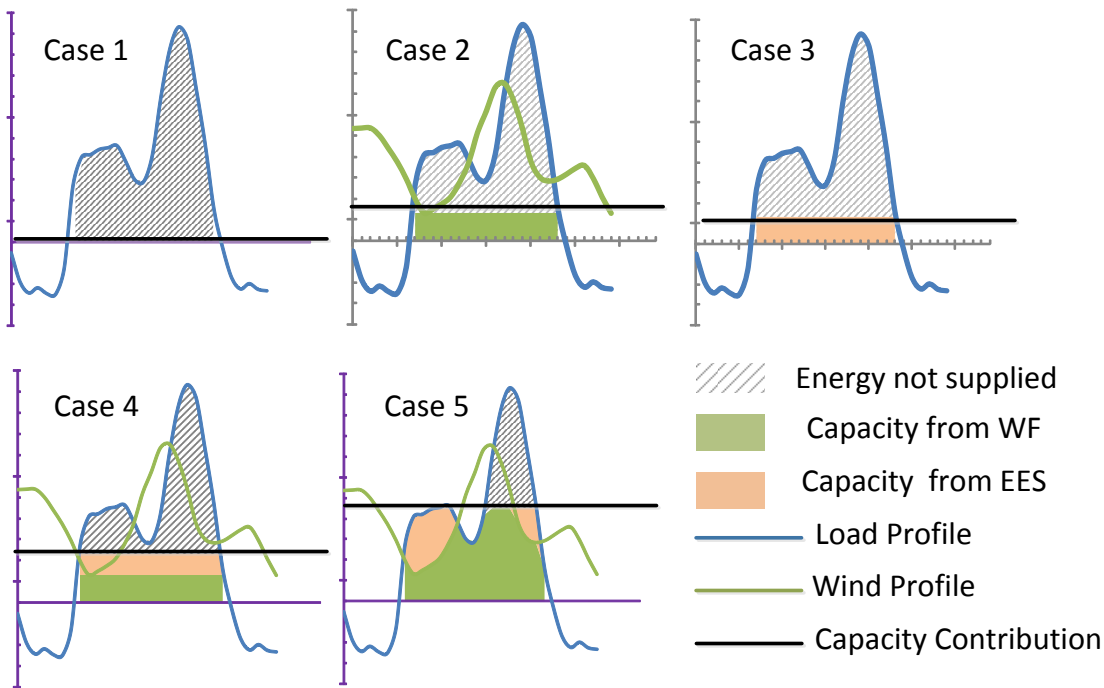 Case 1
Case 2
Case 3
Case 4
Case 5
Energy not supplied
Capacity from WF
Capacity from EES
Load Profile
Wind Profile
Capacity Contribution